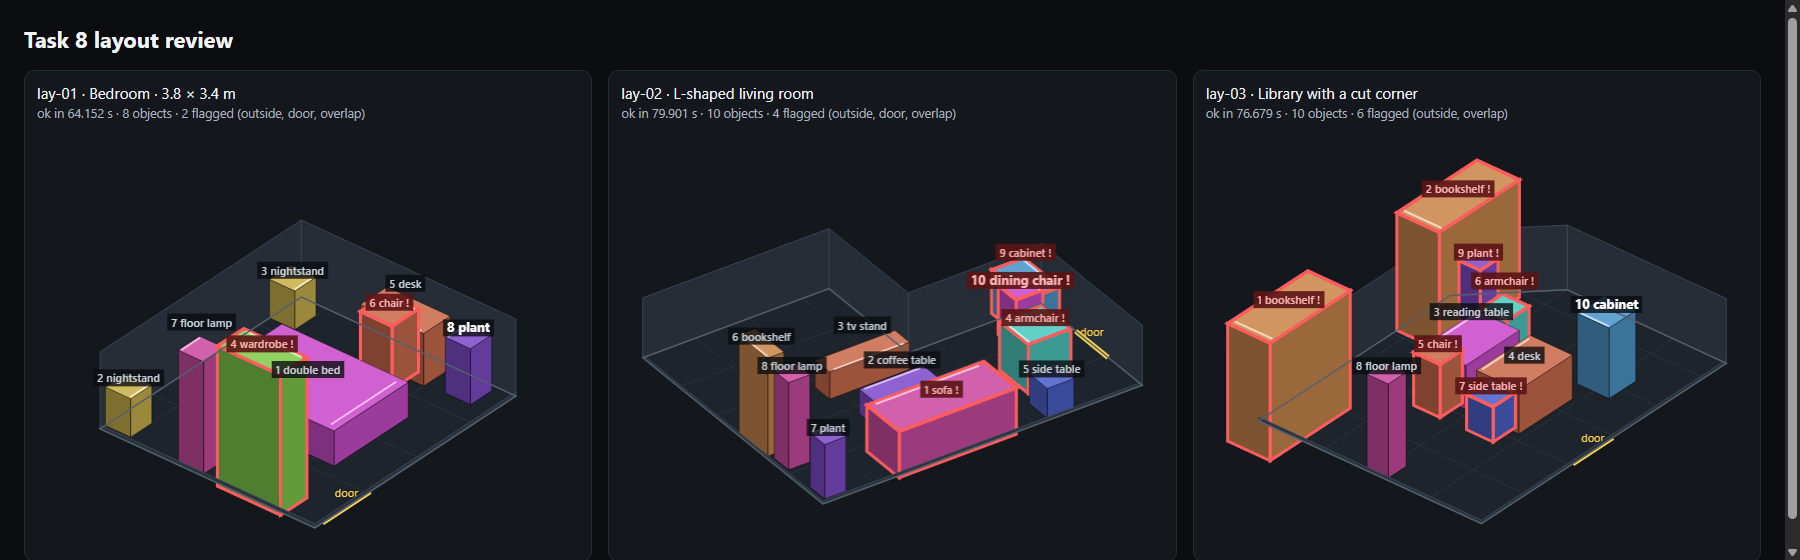 Task 8 layout review
lay-01 · Bedroom · 3.8 × 3.4 m
ok in 64.152 s · 8 objects · 2 flagged (outside, door, overlap)
3 nightstand
5 desk
6 chair !
7 floor lamp
8 plant
4 wardrobe !
1 double bed
2 nightstand
door
lay-02 · L-shaped living room
ok in 79.901 s · 10 objects · 4 flagged (outside, door, overlap)
9 cabinet !
10 dining chair !
4 armchair !
door
3 tv stand
6 bookshelf
2 coffee table
8 floor lamp
5 side table
1 sofa !
7 plant
lay-03 · Library with a cut corner
ok in 76.679 s · 10 objects · 6 flagged (outside, overlap)
2 bookshelf !
9 plant !
6 armchair !
1 bookshelf !
10 cabinet
3 reading table
5 chair !
4 desk
8 floor lamp
7 side table !
door